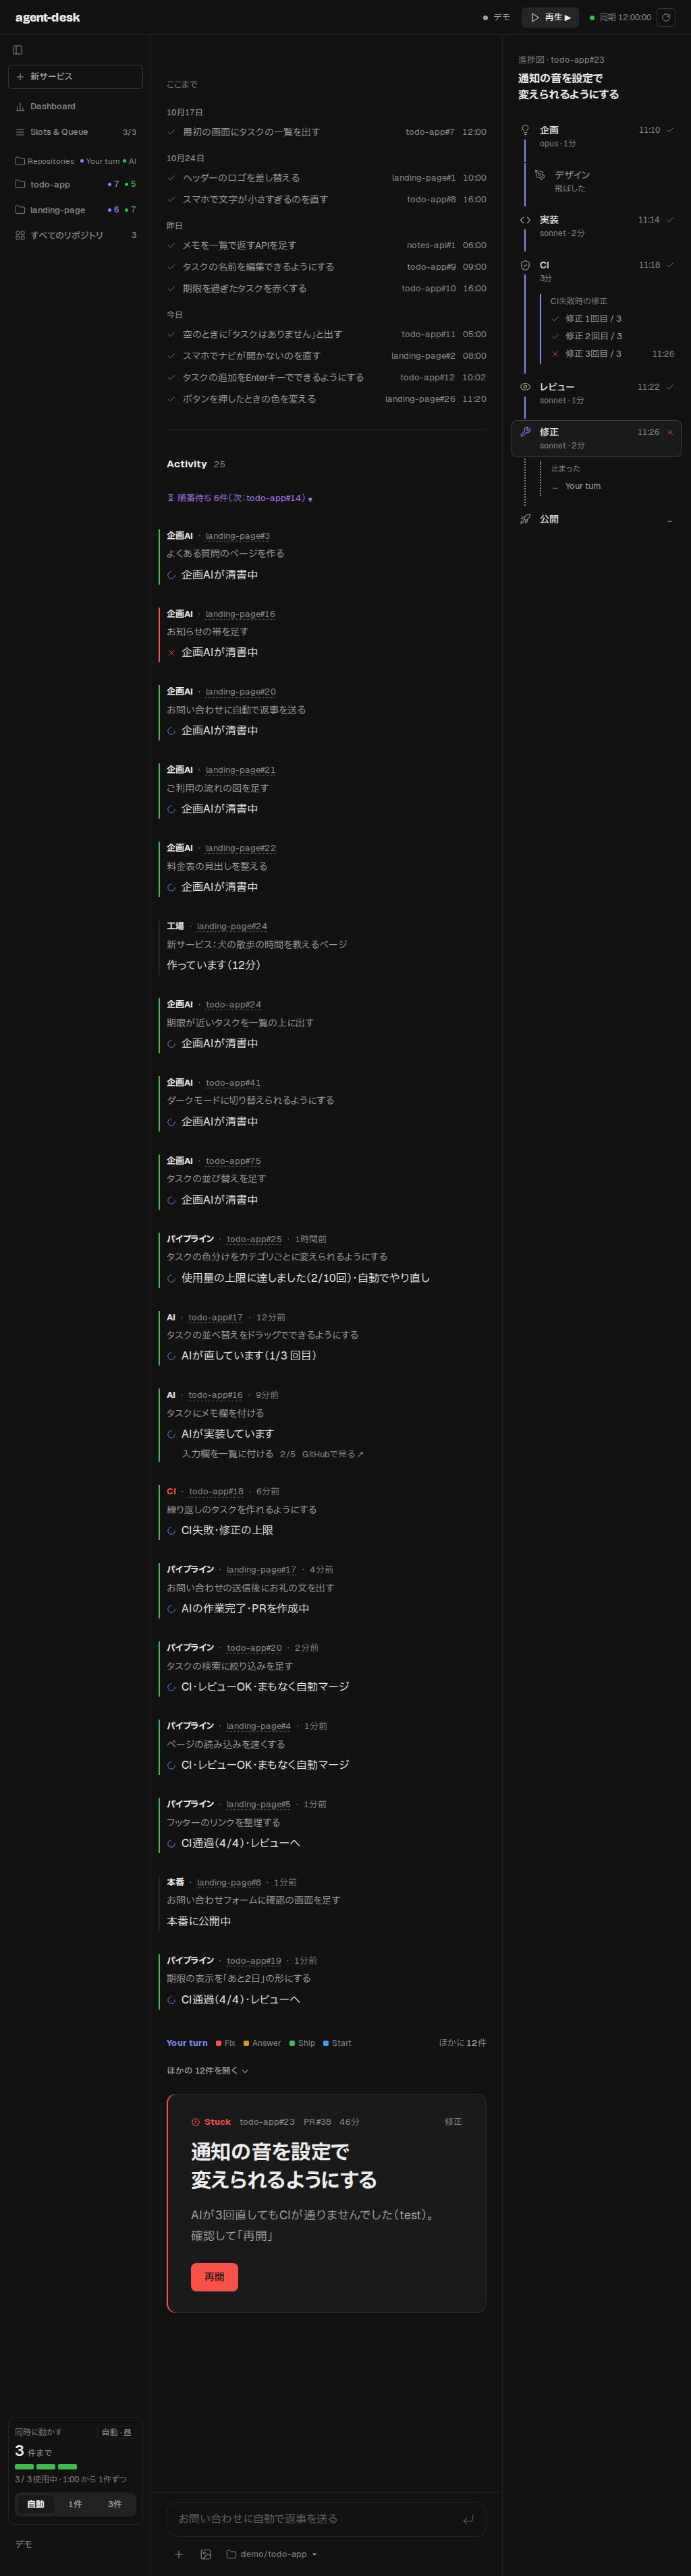 agent-desk
デモ
再生 ▶
同期 12:00:00
新サービス
Dashboard
Slots & Queue 3/3
Repositories Your turn AI
todo-app 7 5
landing-page 6 7
すべてのリポジトリ 3
同時に動かす 自動・昼
3 件まで
3 / 3 使用中・1:00 から 1件ずつ
自動 1件 3件
デモ
ここまで
10月17日
最初の画面にタスクの一覧を出す todo-app#7 12:00
10月24日
ヘッダーのロゴを差し替える landing-page#1 10:00
スマホで文字が小さすぎるのを直す todo-app#8 16:00
昨日
メモを一覧で返すAPIを足す notes-api#1 06:00
タスクの名前を編集できるようにする todo-app#9 09:00
期限を過ぎたタスクを赤くする todo-app#10 16:00
今日
空のときに「タスクはありません」と出す todo-app#11 05:00
スマホでナビが開かないのを直す landing-page#2 08:00
タスクの追加をEnterキーでできるようにする todo-app#12 10:02
ボタンを押したときの色を変える landing-page#26 11:20
Activity 25
順番待ち 6件（次：todo-app#14）▾
企画AI · landing-page#3
よくある質問のページを作る
企画AIが清書中
企画AI · landing-page#16
お知らせの帯を足す
企画AIが清書中
企画AI · landing-page#20
お問い合わせに自動で返事を送る
企画AIが清書中
企画AI · landing-page#21
ご利用の流れの図を足す
企画AIが清書中
企画AI · landing-page#22
料金表の見出しを整える
企画AIが清書中
工場 · landing-page#24
新サービス：犬の散歩の時間を教えるページ
作っています（12分）
企画AI · todo-app#24
期限が近いタスクを一覧の上に出す
企画AIが清書中
企画AI · todo-app#41
ダークモードに切り替えられるようにする
企画AIが清書中
企画AI · todo-app#75
タスクの並び替えを足す
企画AIが清書中
パイプライン · todo-app#25 · 1時間前
タスクの色分けをカテゴリごとに変えられるようにする
使用量の上限に達しました（2/10回）・自動でやり直し
AI · todo-app#17 · 12分前
タスクの並べ替えをドラッグでできるようにする
AIが直しています（1/3 回目）
AI · todo-app#16 · 9分前
タスクにメモ欄を付ける
AIが実装しています
入力欄を一覧に付ける 2/5 GitHubで見る ↗
CI · todo-app#18 · 6分前
繰り返しのタスクを作れるようにする
CI失敗・修正の上限
パイプライン · landing-page#17 · 4分前
お問い合わせの送信後にお礼の文を出す
AIの作業完了・PRを作成中
パイプライン · todo-app#20 · 2分前
タスクの検索に絞り込みを足す
CI・レビューOK・まもなく自動マージ
パイプライン · landing-page#4 · 1分前
ページの読み込みを速くする
CI・レビューOK・まもなく自動マージ
パイプライン · landing-page#5 · 1分前
フッターのリンクを整理する
CI通過（4/4）・レビューへ
本番 · landing-page#8 · 1分前
お問い合わせフォームに確認の画面を足す
本番に公開中
パイプライン · todo-app#19 · 1分前
期限の表示を「あと2日」の形にする
CI通過（4/4）・レビューへ
Your turn Fix Answer Ship Start ほかに12件
ほかの 12件を開く
Stuck todo-app#23 PR #38 46分 修正
通知の音を設定で
変えられるようにする
AIが3回直してもCIが通りませんでした（test）。
確認して「再開」
再開
お問い合わせに自動で返事を送る
demo/todo-app
進捗図・todo-app#23
通知の音を設定で
変えられるようにする
企画 11:10
opus・1分
デザイン
飛ばした
実装 11:14
sonnet・2分
CI 11:18
3分
CI失敗時の修正
修正 1回目 / 3
修正 2回目 / 3
修正 3回目 / 3 11:26
レビュー 11:22
sonnet・1分
修正 11:26
sonnet・2分
止まった
… Your turn
公開 …